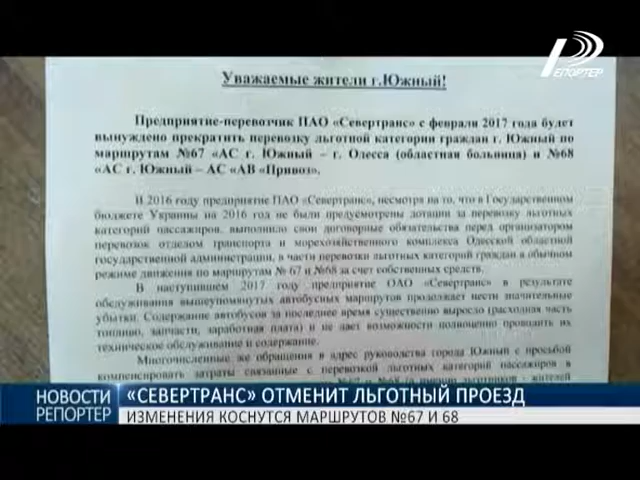 РЕПОРТЕР
Уважаемые жители г.Южный!
Предприятие-перевозчик ПАО «Севертранс» с февраля 2017 года будет
вынуждено прекратить перевозку льготной категории граждан г. Южный по
маршрутам №67 «АС г. Южный – г. Одесса (областная больница) и №68
«АС г. Южный – АС «АВ «Привоз».
В 2016 году предприятие ПАО «Севертранс», несмотря на то, что в Государственном
бюджете Украины на 2016 год не были предусмотрены дотации за перевозку льготных
категорий пассажиров, выполнило свои договорные обязательства перед организатором
перевозок отделом транспорта и морехозяйственного комплекса Одесской областной
государственной администрации, в части перевозки льготных категорий граждан в обычном
режиме движения по маршрутам № 67 и №68 за счет собственных средств.
В наступившем 2017 году предприятие ОАО «Севертранс» в результате
обслуживания вышеупомянутых автобусных маршрутов продолжает нести значительные
убытки. Содержание автобусов за последнее время существенно выросло (расходная часть
топливо, запчасти, заработная плата) и не дает возможности полноценно проводить их
техническое обслуживание и содержание.
Многочисленные же обращения в адрес руководства города Южный с просьбой
компенсировать затраты связанные с перевозкой льготных категорий пассажиров в
НОВОСТИ
РЕПОРТЕР
«СЕВЕРТРАНС» ОТМЕНИТ ЛЬГОТНЫЙ ПРОЕЗД
ИЗМЕНЕНИЯ КОСНУТСЯ МАРШРУТОВ №67 И 68